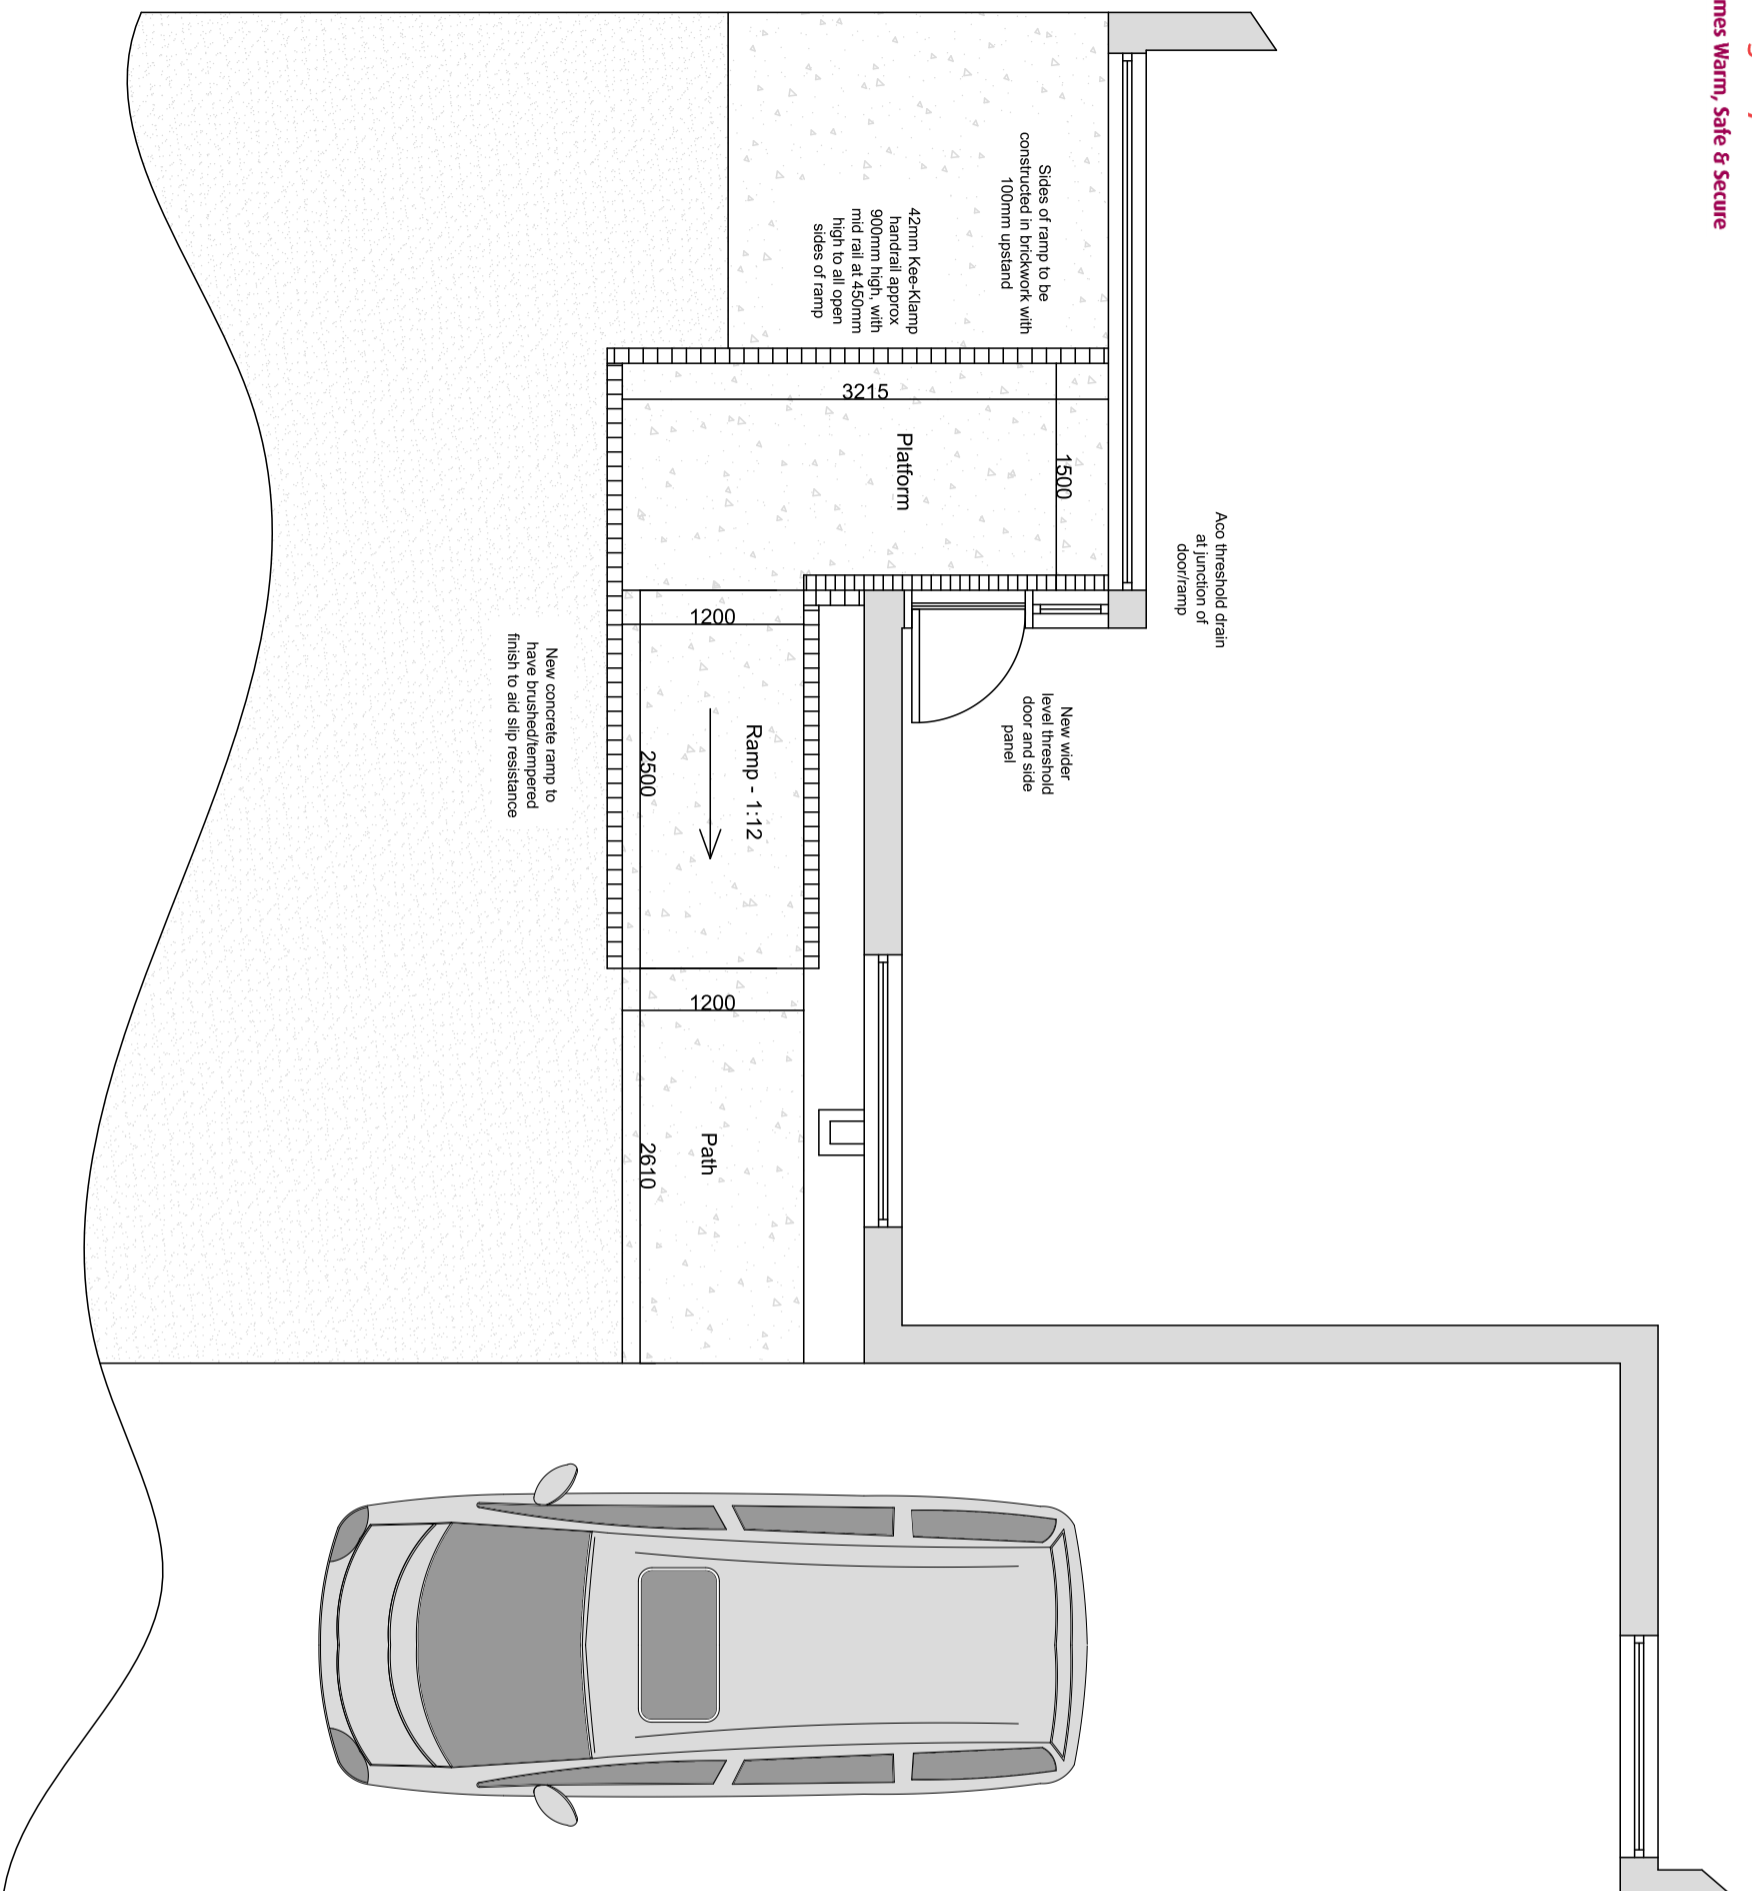 mes Warm, Safe & Secure
Sides of ramp to be
constructed in brickwork with
100mm upstand
42mm Kee-Klamp
handrail approx
900mm high, with
mid rail at 450mm
high to all open
sides of ramp
3215
Platform
1500
Aco threshold drain
at junction of
door/ramp
New wider
level threshold
door and side
panel
1200
Ramp - 1:12
2500
New concrete ramp to
have brushed/tempered
finish to aid slip resistance
1200
Path
2610